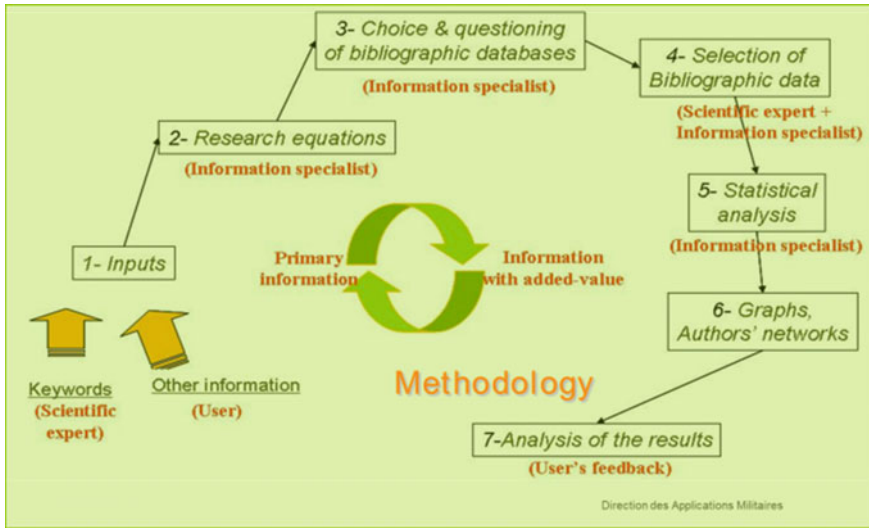 3- Choice & questioning
of bibliographic databases
(Information specialist)
4- Selection of
Bibliographic data
(Scientific expert +
Information specialist)
2- Research equations
(Information specialist)
5- Statistical
analysis
(Information specialist)
1- Inputs
Primary
information
Information
with added-value
6- Graphs,
Authors' networks
Keywords
(Scientific
expert)
Other information
(User)
Methodology
7-Analysis of the results
(User's feedback)
Direction des Applications Militaires